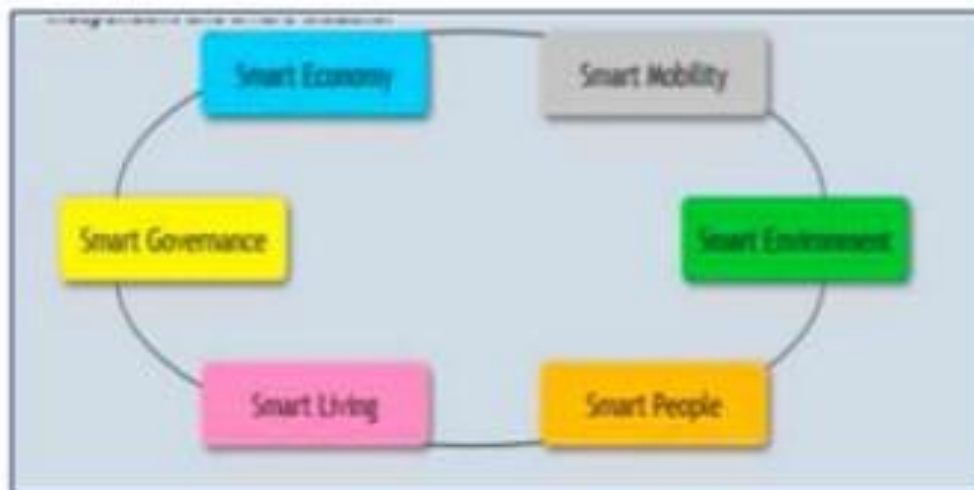 Smart Economy
Smart Mobility
Smart Governance
Smart Environment
Smart Living
Smart People